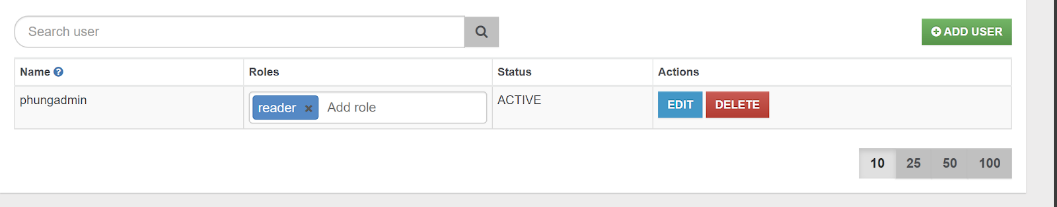 Search user
ADD USER
Name Roles Status Actions
phungadmin reader × Add role ACTIVE EDIT DELETE
10 25 50 100